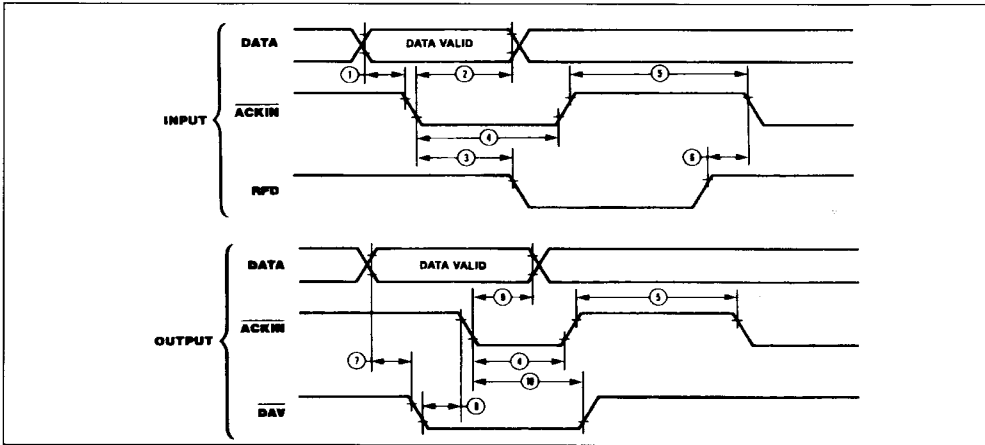 DATA
DATA VALID
1
2
5
ACKIN
INPUT
4
3
6
RFD
DATA
DATA VALID
9
5
ACKIN
OUTPUT
7
4
10
DAV
8